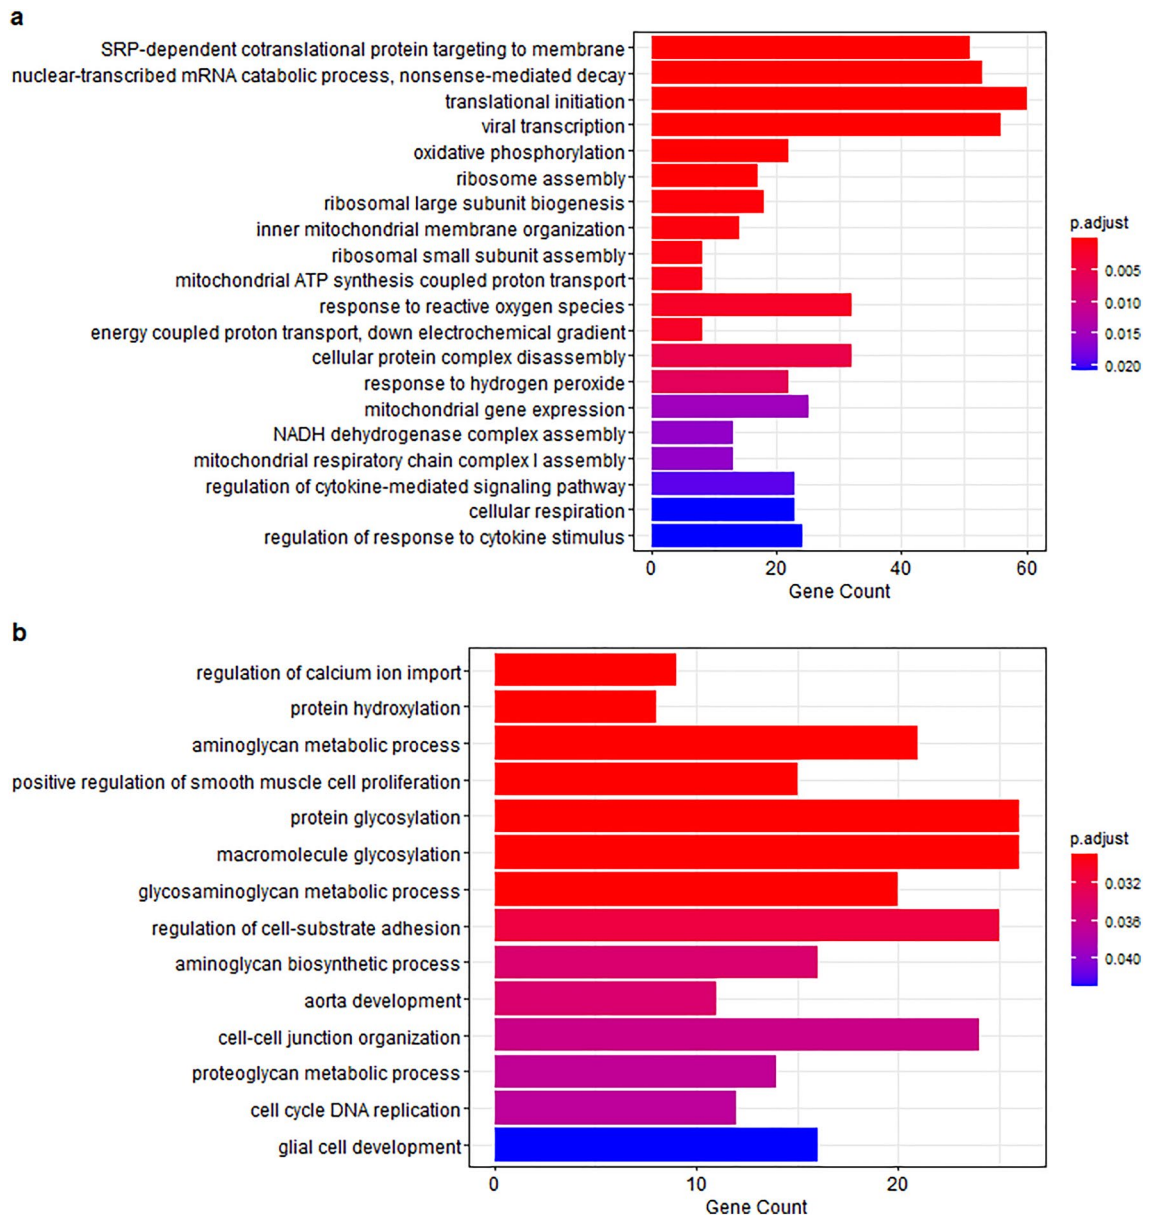 a
SRP-dependent cotranslational protein targeting to membrane
nuclear-transcribed mRNA catabolic process, nonsense-mediated decay
translational initiation
viral transcription
oxidative phosphorylation
ribosome assembly
ribosomal large subunit biogenesis
inner mitochondrial membrane organization
ribosomal small subunit assembly
mitochondrial ATP synthesis coupled proton transport
response to reactive oxygen species
energy coupled proton transport, down electrochemical gradient
cellular protein complex disassembly
response to hydrogen peroxide
mitochondrial gene expression
NADH dehydrogenase complex assembly
mitochondrial respiratory chain complex I assembly
regulation of cytokine-mediated signaling pathway
cellular respiration
regulation of response to cytokine stimulus
0 20 40 60
Gene Count
p.adjust
0.005
0.010
0.015
0.020
b
regulation of calcium ion import
protein hydroxylation
aminoglycan metabolic process
positive regulation of smooth muscle cell proliferation
protein glycosylation
macromolecule glycosylation
glycosaminoglycan metabolic process
regulation of cell-substrate adhesion
aminoglycan biosynthetic process
aorta development
cell-cell junction organization
proteoglycan metabolic process
cell cycle DNA replication
glial cell development
0 10 20
Gene Count
p.adjust
0.032
0.036
0.040